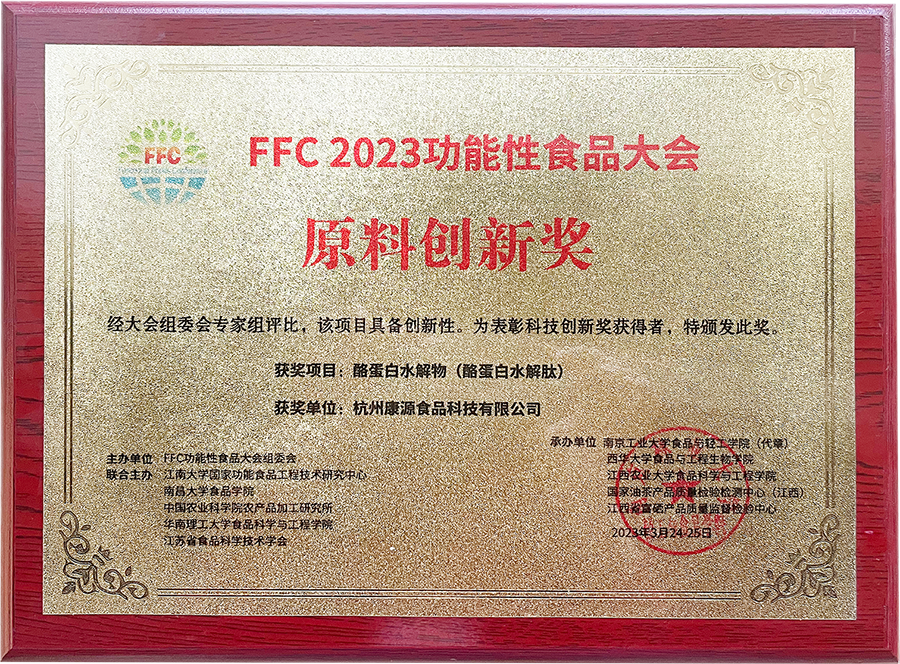 FFC
FFC 2023功能性食品大会
原料创新奖
经大会组委会专家组评比，该项目具备创新性。为表彰科技创新奖获得者，特颁发此奖。
获奖项目：酪蛋白水解物（酪蛋白水解肽）
获奖单位：杭州康源食品科技有限公司
主办单位 FFC功能性食品大会组委会
联合主办 江南大学国家功能食品工程技术研究中心
南昌大学食品学院
中国农业科学院农产品加工研究所
华南理工大学食品科学与工程学院
江苏省食品科学技术学会
承办单位 南京工业大学食品与轻工学院（代章）
西华大学食品与工程生物学院
江西农业大学食品科学与工程学院
国家油茶产品质量检验检测中心（江西）
江西省富硒产品质量监督检验中心
2023年3月24-25日